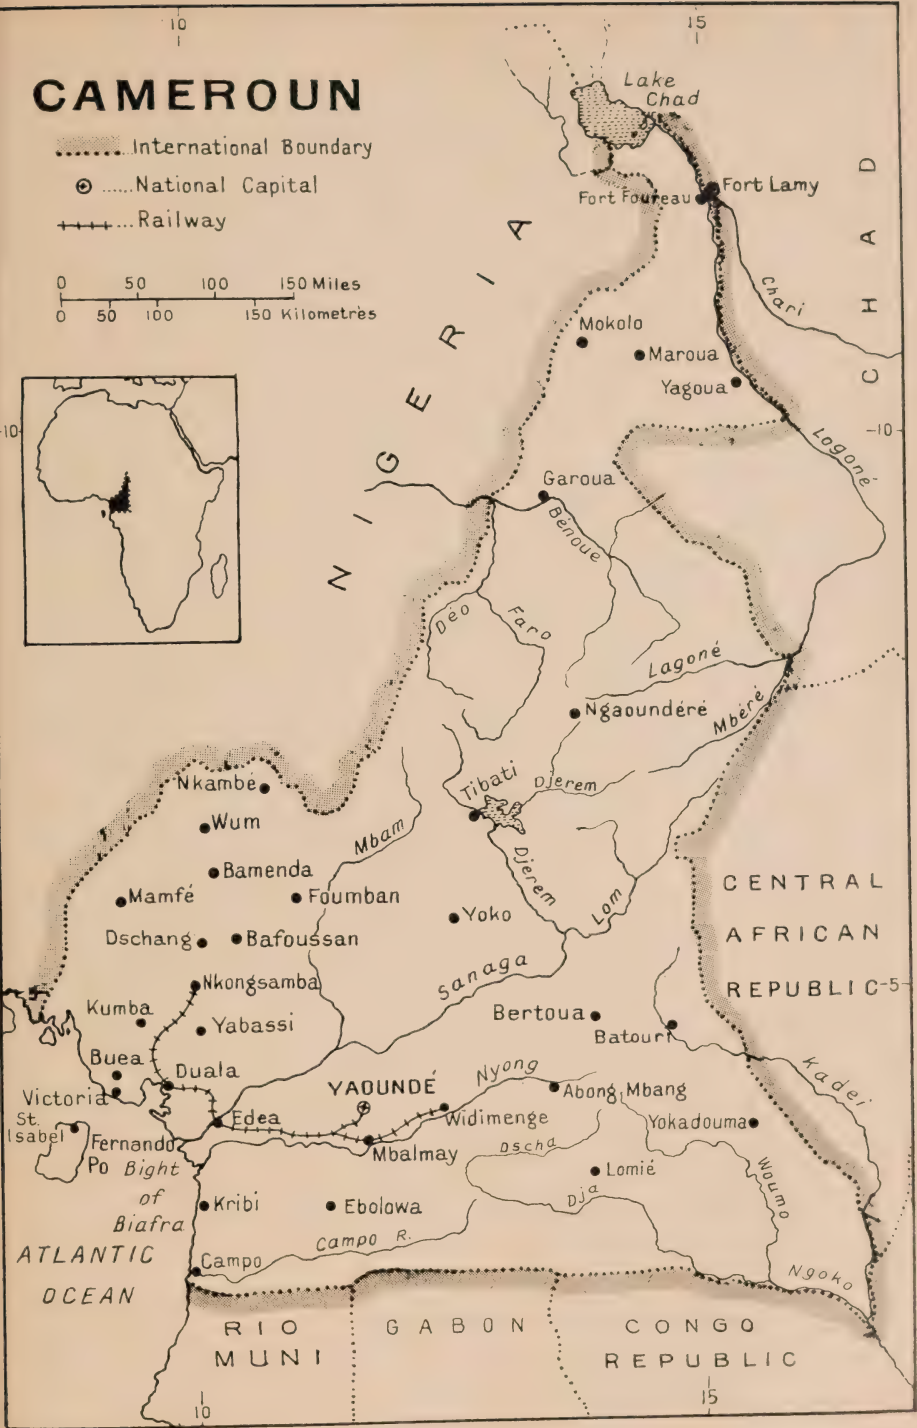 10
15
CAMEROUN
International Boundary
National Capital
Railway
0 50 100 150 Miles
0 50 100 150 Kilometres
Lake
Chad
Fort Lamy
Fort Foureau
CHAD
Chari
NIGERIA
Mokolo
Maroua
Yagoua
10
10
Logoné
Garoua
Bénoue
Déo
Faro
Lagoné
Mbéré
Ngaoundéré
Nkambé
Tibati
Djerem
Wum
Mbam
Djerem
Bamenda
Mamfé
Foumban
Lom
CENTRAL
AFRICAN
REPUBLIC
5
Yoko
Dschang
Bafoussan
Sanaga
Nkongsamba
Kumba
Yabassi
Bertoua
Batouri
Buea
Duala
YAOUNDÉ
Nyong
Kadei
Victoria
Abong Mbang
St.
Isabel
Edea
Widimenge
Yokadouma
Fernando
Po
Mbalmay
Dscha
Bight
of
Biafra
Lomié
Woumo
Dja
Kribi
Ebolowa
Campo R.
ATLANTIC
OCEAN
Campo
Ngoko
RIO
MUNI
GABON
CONGO
REPUBLIC
10
15